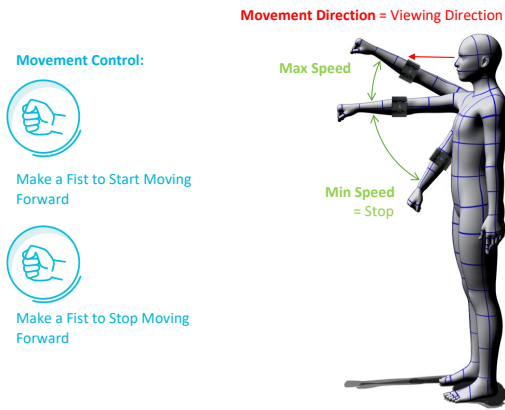 Movement Direction = Viewing Direction
Movement Control:
Max Speed
Make a Fist to Start Moving
Forward
Min Speed
= Stop
Make a Fist to Stop Moving
Forward